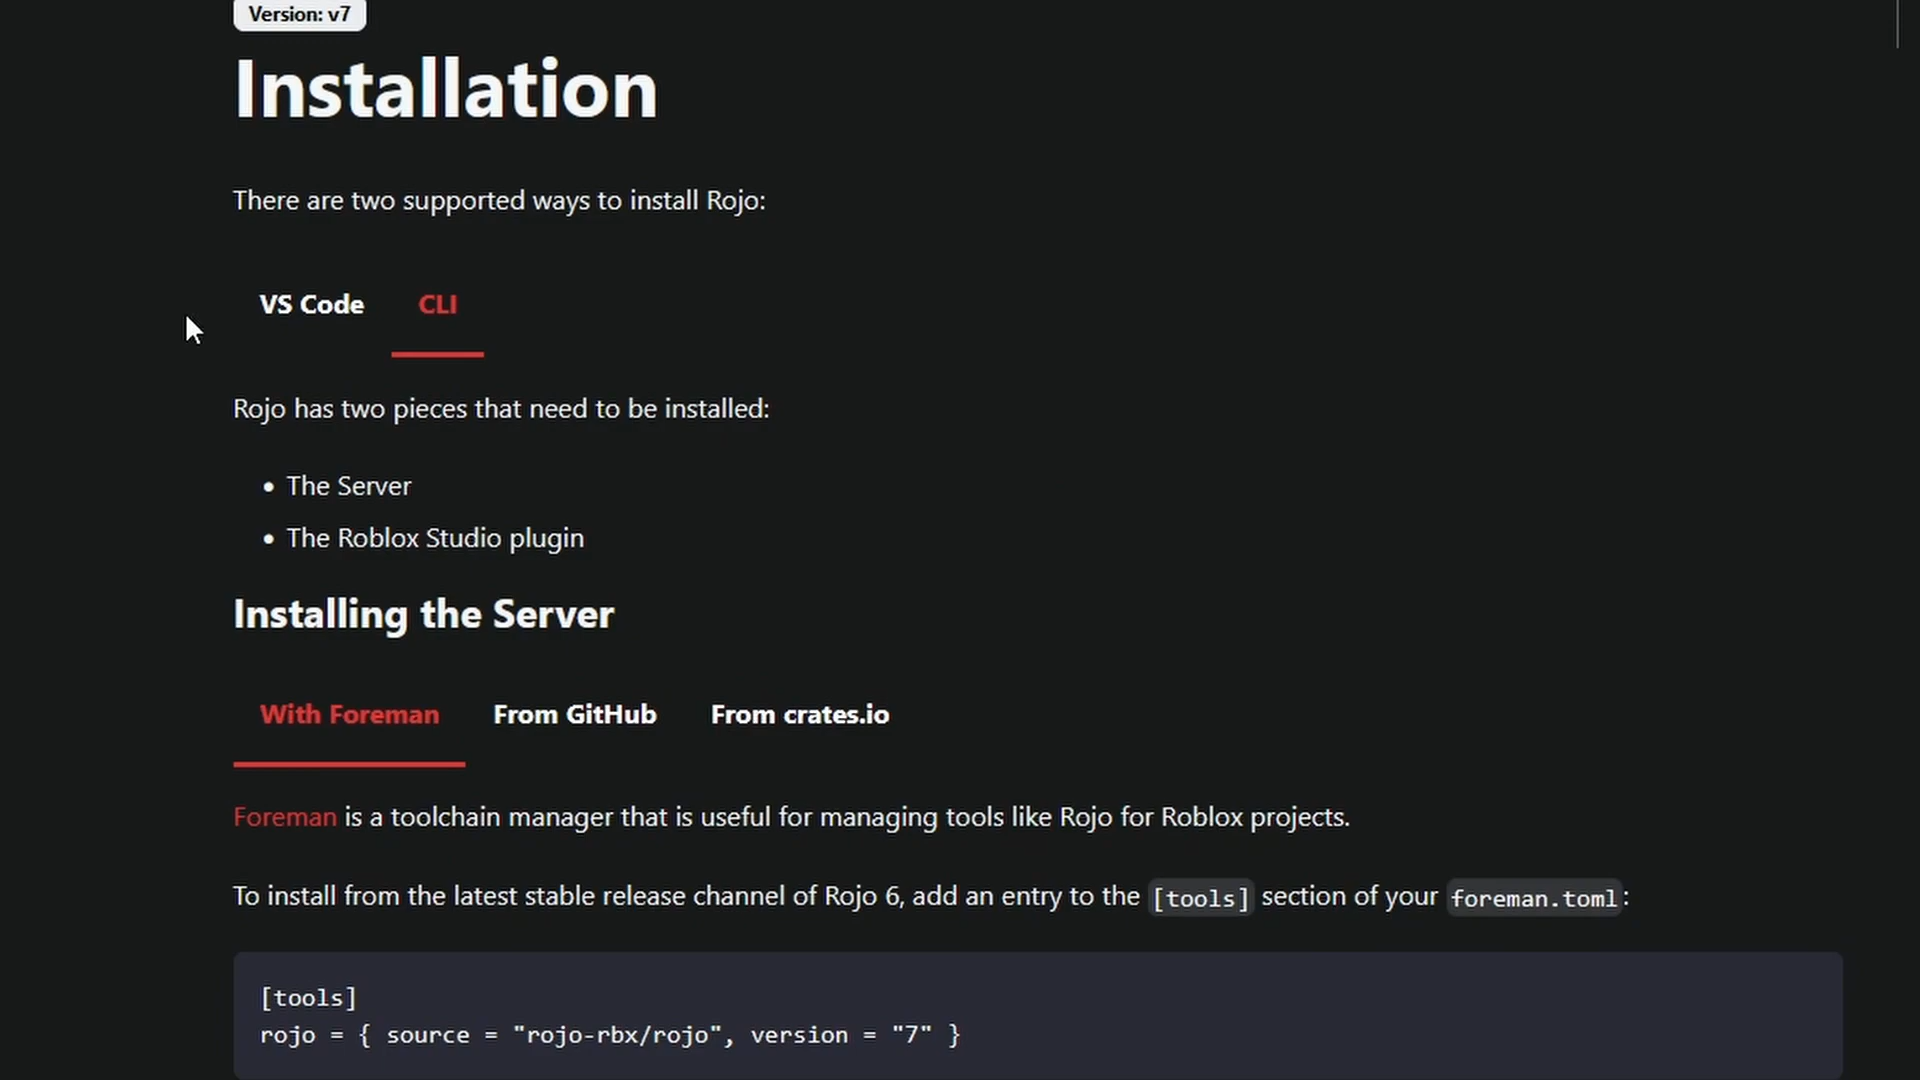 Version: v7
Installation
There are two supported ways to install Rojo:
VS Code CLI
Rojo has two pieces that need to be installed:
• The Server
• The Roblox Studio plugin
Installing the Server
With Foreman From GitHub From crates.io
Foreman is a toolchain manager that is useful for managing tools like Rojo for Roblox projects.
To install from the latest stable release channel of Rojo 6, add an entry to the [tools] section of your foreman.toml:
[tools]
rojo = { source = "rojo-rbx/rojo", version = "7" }